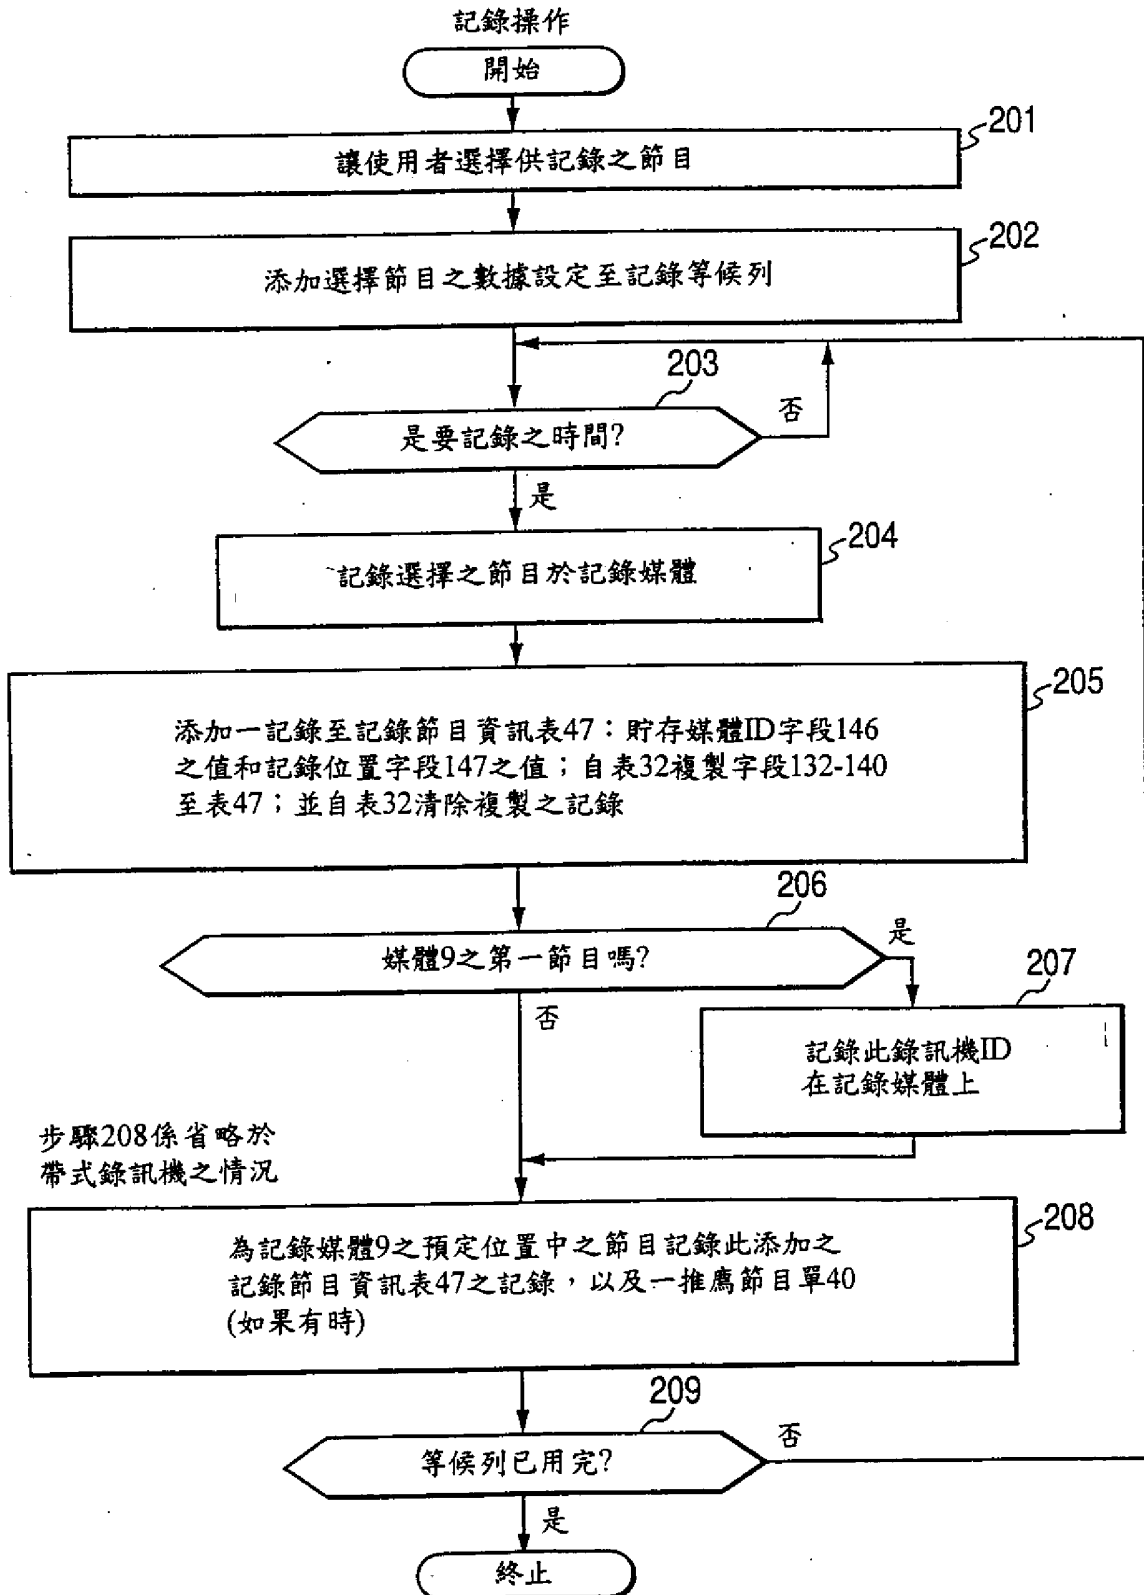 記錄操作
開始
201
讓使用者選擇供記錄之節目
202
添加選擇節目之數據設定至記錄等候列
203
是要記錄之時間?
否
是
204
記錄選擇之節目於記錄媒體
205
添加一記錄至記錄節目資訊表47：貯存媒體ID字段146
之值和記錄位置字段147之值；自表32複製字段132-140
至表47；並自表32清除複製之記錄
206
媒體9之第一節目嗎?
是
否
207
記錄此錄訊機ID
在記錄媒體上
步驟208係省略於
帶式錄訊機之情況
208
為記錄媒體9之預定位置中之節目記錄此添加之
記錄節目資訊表47之記錄，以及一推薦節目單40
(如果有時)
209
等候列已用完?
否
是
終止